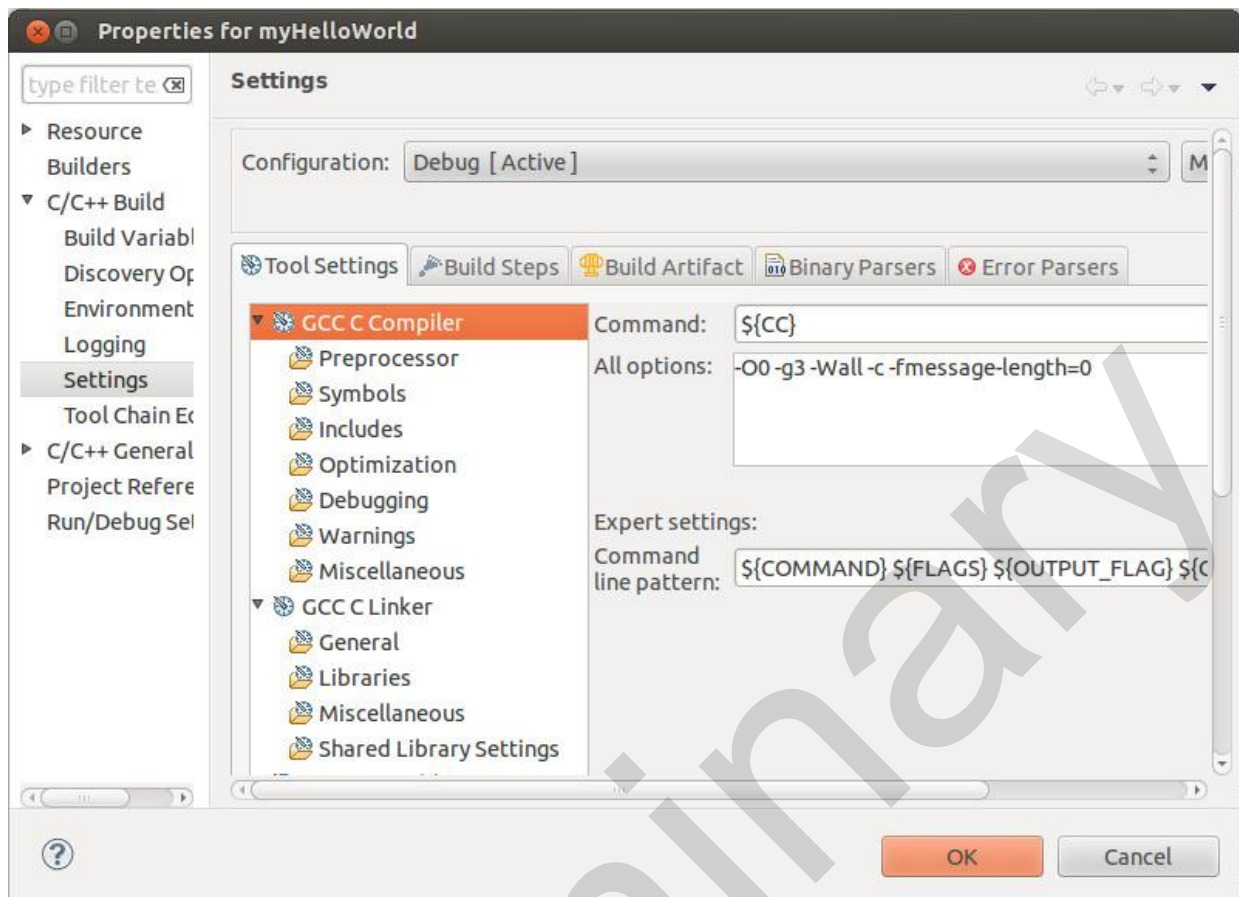 Properties for myHelloWorld
type filter te
Settings
Resource
Builders
C/C++ Build
Build Variabl
Discovery Op
Environment
Logging
Settings
Tool Chain Ec
C/C++ General
Project Refere
Run/Debug Set
Configuration: Debug [ Active ] M
Tool Settings Build Steps Build Artifact Binary Parsers Error Parsers
GCC C Compiler
Preprocessor
Symbols
Includes
Optimization
Debugging
Warnings
Miscellaneous
GCC C Linker
General
Libraries
Miscellaneous
Shared Library Settings
Command: ${CC}
All options: -O0 -g3 -Wall -c -fmessage-length=0
Expert settings:
Command
line pattern: ${COMMAND} ${FLAGS} ${OUTPUT_FLAG} ${C
OK Cancel
inary